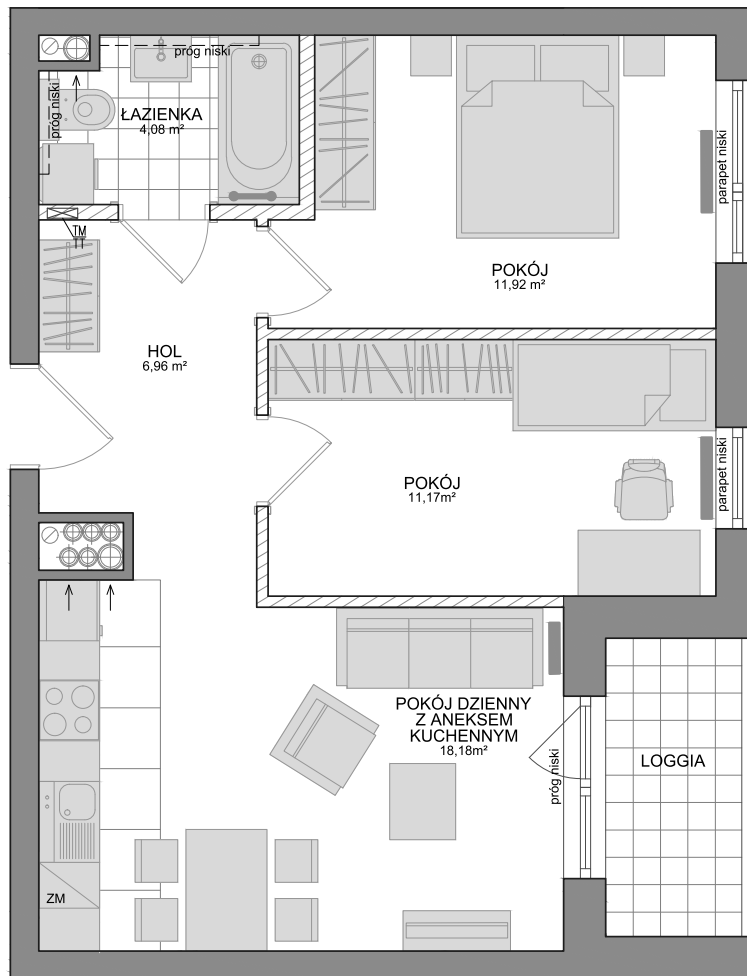 próg niski
ŁAZIENKA
4,08 m²
próg niski
parapet niski
TM
POKÓJ
11,92 m²
HOL
6,96 m²
POKÓJ
11,17m²
parapet niski
POKÓJ DZIENNY
Z ANEKSEM
KUCHENNYM
18,18m²
próg niski
LOGGIA
ZM